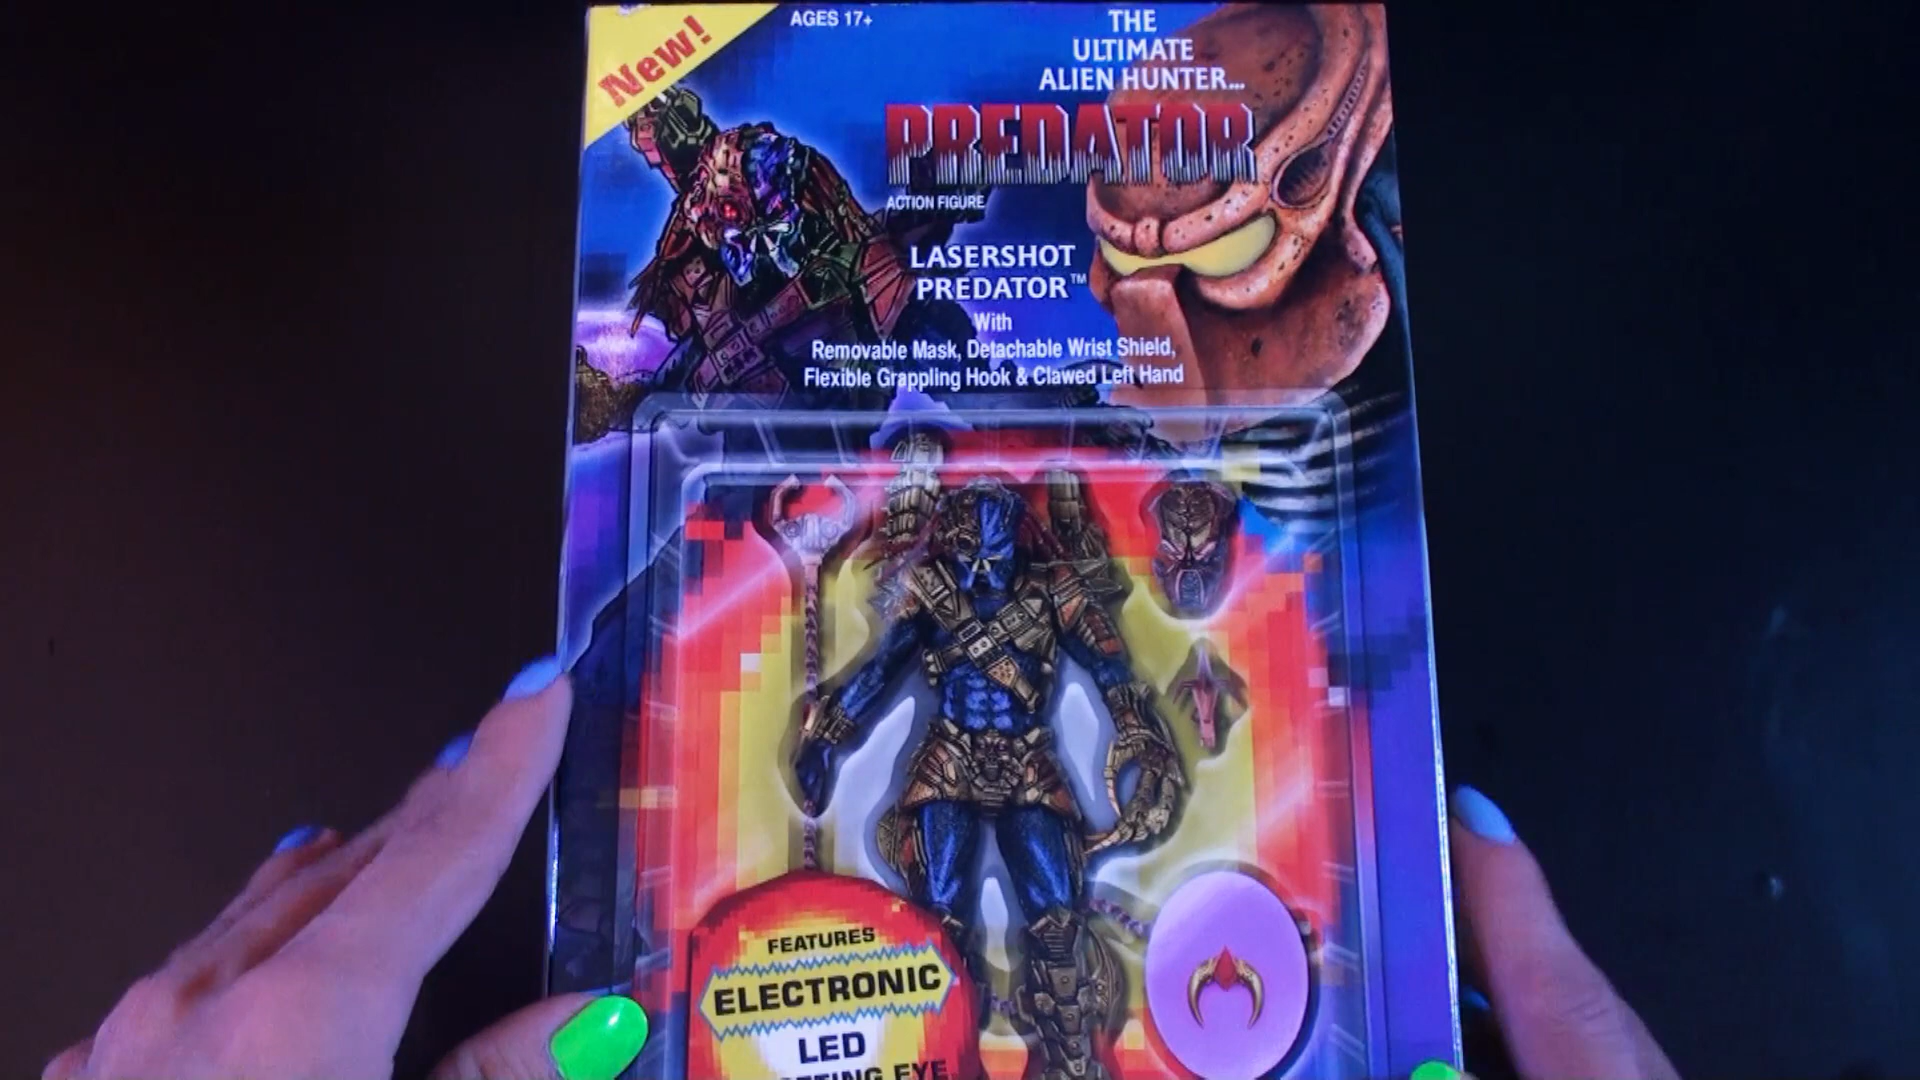 New!
AGES 17+
THE
ULTIMATE
ALIEN HUNTER...
PREDATOR
ACTION FIGURE
LASERSHOT
PREDATOR™
With
Removable Mask, Detachable Wrist Shield,
Flexible Grappling Hook & Clawed Left Hand
FEATURES
ELECTRONIC
LED
EYE